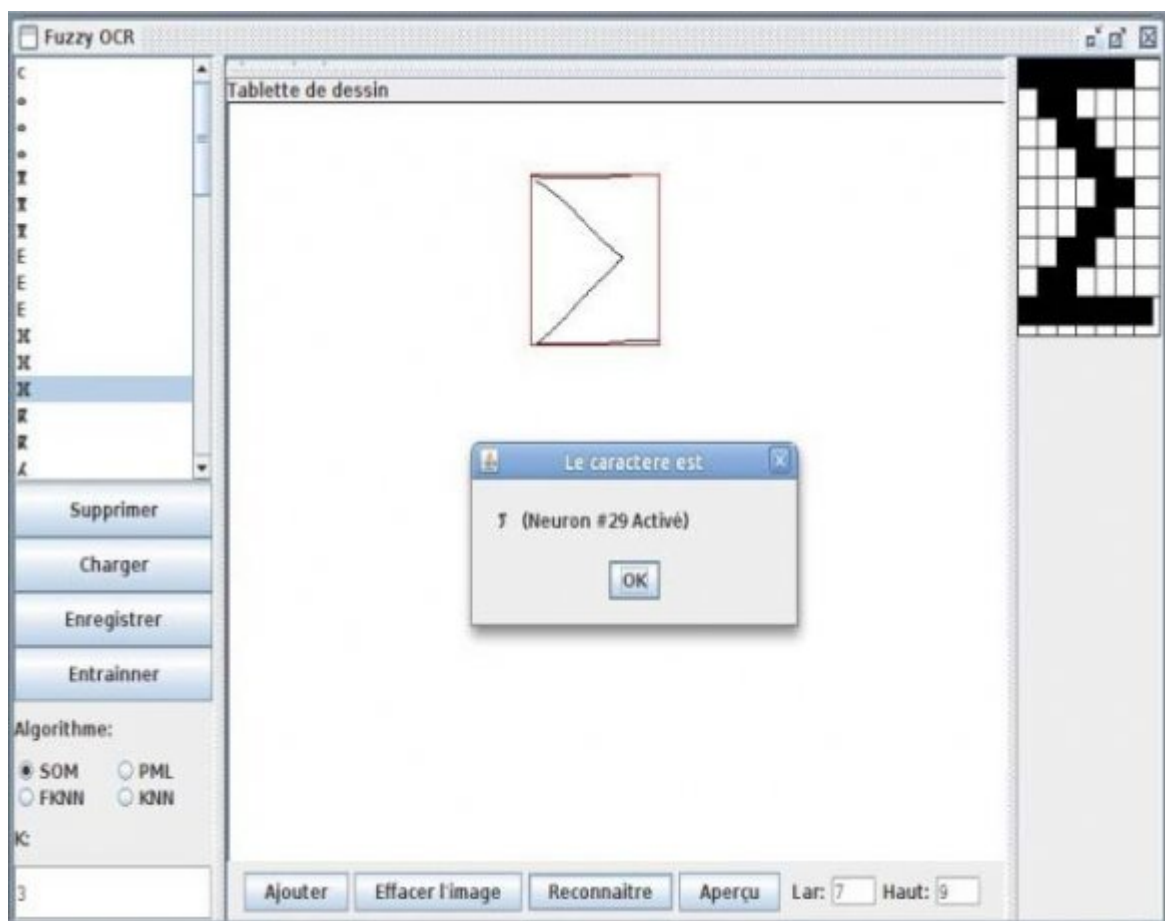 Fuzzy OCR
Tablette de dessin
E
E
E
Le caractere est
(Neuron #29 Activé)
OK
Supprimer
Charger
Enregistrer
Entrainner
Algorithme:
SOM PML
FKNN KNN
K:
3
Ajouter Effacer l'image Reconnaitre Aperçu Lar: 7 Haut: 9